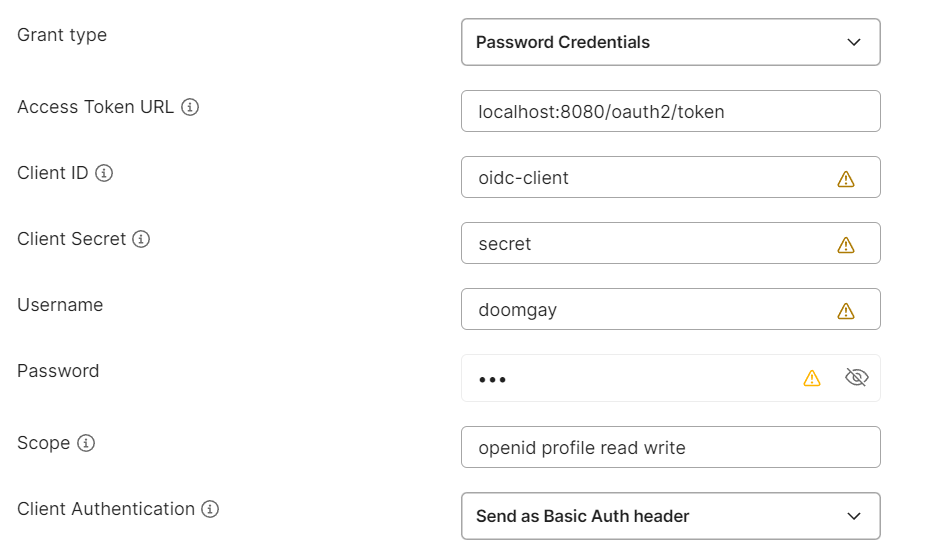 Grant type
Password Credentials
Access Token URL
localhost:8080/oauth2/token
Client ID
oidc-client
Client Secret
secret
Username
doomgay
Password
•••
Scope
openid profile read write
Client Authentication
Send as Basic Auth header